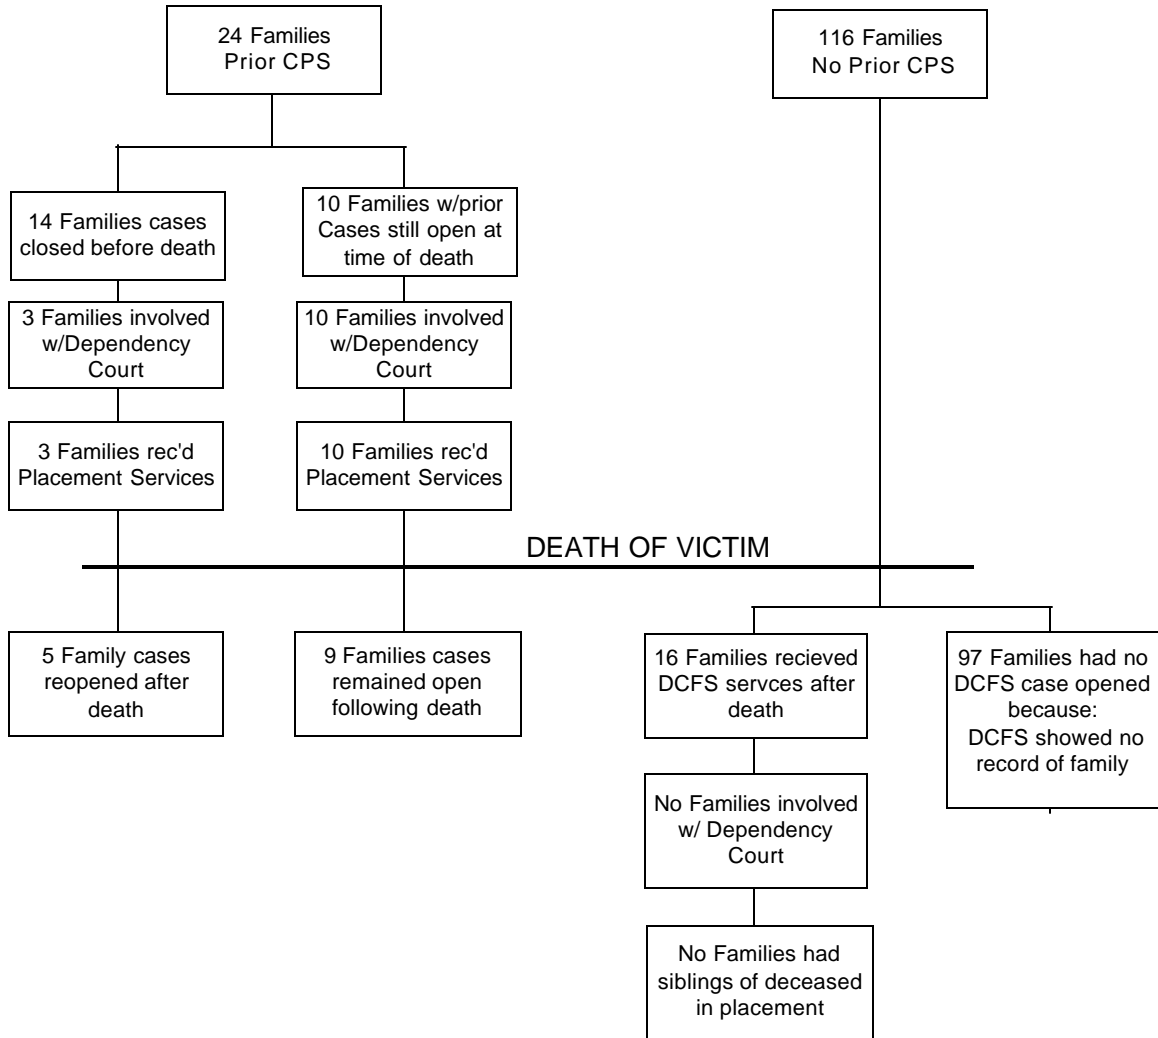 24 Families
Prior CPS
116 Families
No Prior CPS
14 Families cases
closed before death
10 Families w/prior
Cases still open at
time of death
3 Families involved
w/Dependency
Court
10 Families involved
w/Dependency
Court
3 Families rec'd
Placement Services
10 Families rec'd
Placement Services
DEATH OF VICTIM
5 Family cases
reopened after
death
9 Families cases
remained open
following death
16 Families recieved
DCFS servces after
death
97 Families had no
DCFS case opened
because:
DCFS showed no
record of family
No Families involved
w/ Dependency
Court
No Families had
siblings of deceased
in placement